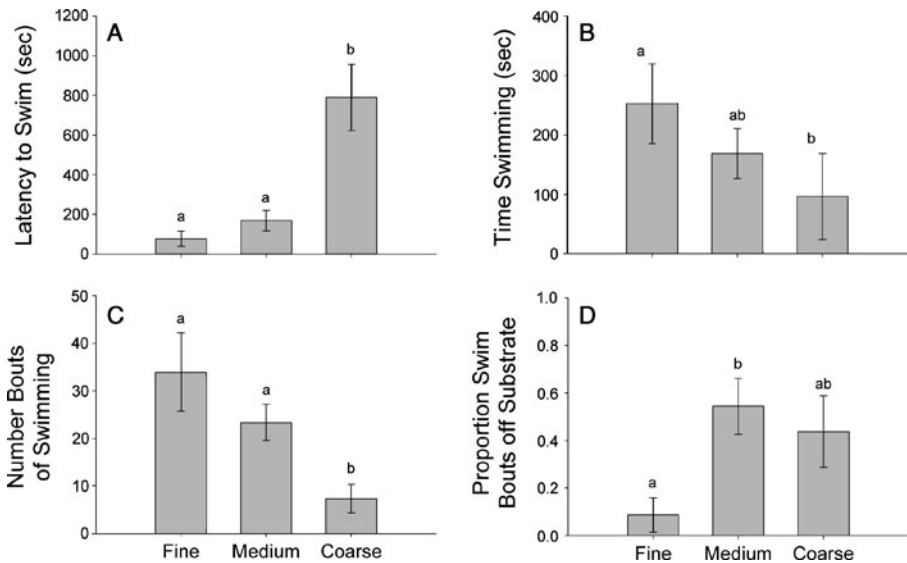 A
Latency to Swim (sec)
1200
1000
800
600
400
200
0
a
a
b
B
Time Swimming (sec)
400
300
200
100
0
a
ab
b
C
Number Bouts
of Swimming
50
40
30
20
10
0
a
a
b
Fine Medium Coarse
D
Proportion Swim
Bouts off Substrate
1.0
0.8
0.6
0.4
0.2
0.0
a
b
ab
Fine Medium Coarse